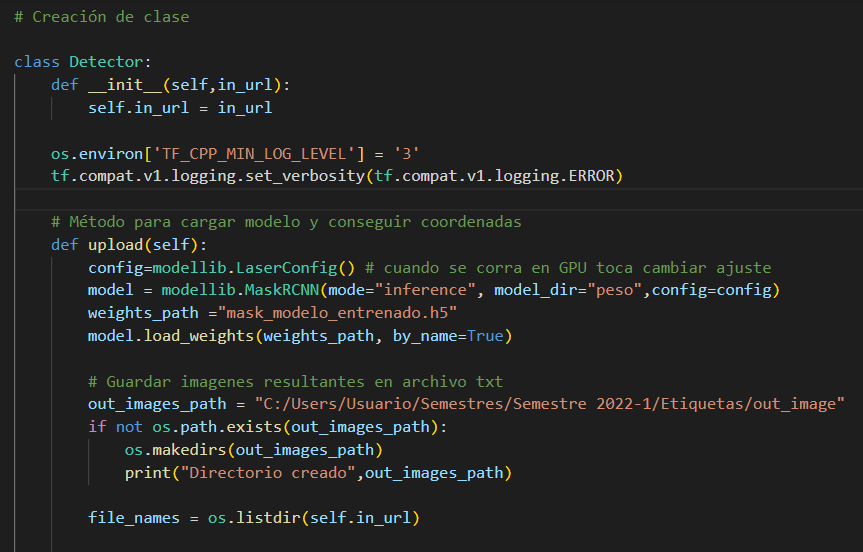 # Creación de clase
class Detector:
def __init__(self,in_url):
self.in_url = in_url
os.environ['TF_CPP_MIN_LOG_LEVEL'] = '3'
tf.compat.v1.logging.set_verbosity(tf.compat.v1.logging.ERROR)
# Método para cargar modelo y conseguir coordenadas
def upload(self):
config=modellib.LaserConfig() # cuando se corra en GPU toca cambiar ajuste
model = modellib.MaskRCNN(mode="inference", model_dir="peso",config=config)
weights_path ="mask_modelo_entrenado.h5"
model.load_weights(weights_path, by_name=True)
# Guardar imagenes resultantes en archivo txt
out_images_path = "C:/Users/Usuario/Semestres/Semestre 2022-1/Etiquetas/out_image"
if not os.path.exists(out_images_path):
os.makedirs(out_images_path)
print("Directorio creado",out_images_path)
file_names = os.listdir(self.in_url)